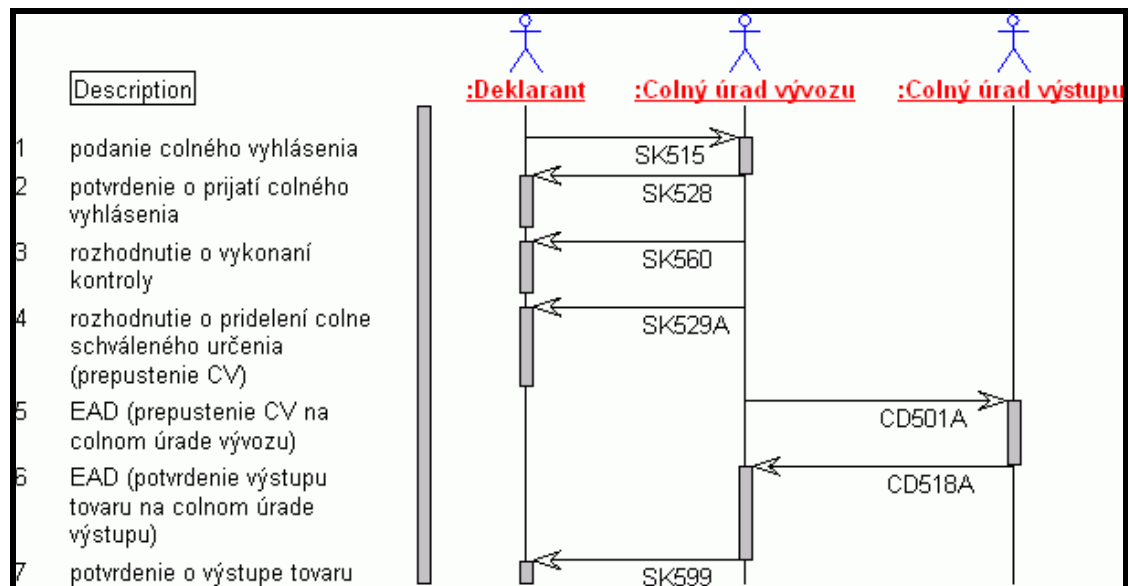 Description
:Deklarant
:Colný úrad vývozu
:Colný úrad výstupu
1 podanie colného vyhlásenia
SK515
2 potvrdenie o prijatí colného
vyhlásenia
SK528
3 rozhodnutie o vykonaní
kontroly
SK560
4 rozhodnutie o pridelení colne
schváleného určenia
(prepustenie CV)
SK529A
5 EAD (prepustenie CV na
colnom úrade vývozu)
CD501A
6 EAD (potvrdenie výstupu
tovaru na colnom úrade
výstupu)
CD518A
7 potvrdenie o výstupe tovaru
SK599